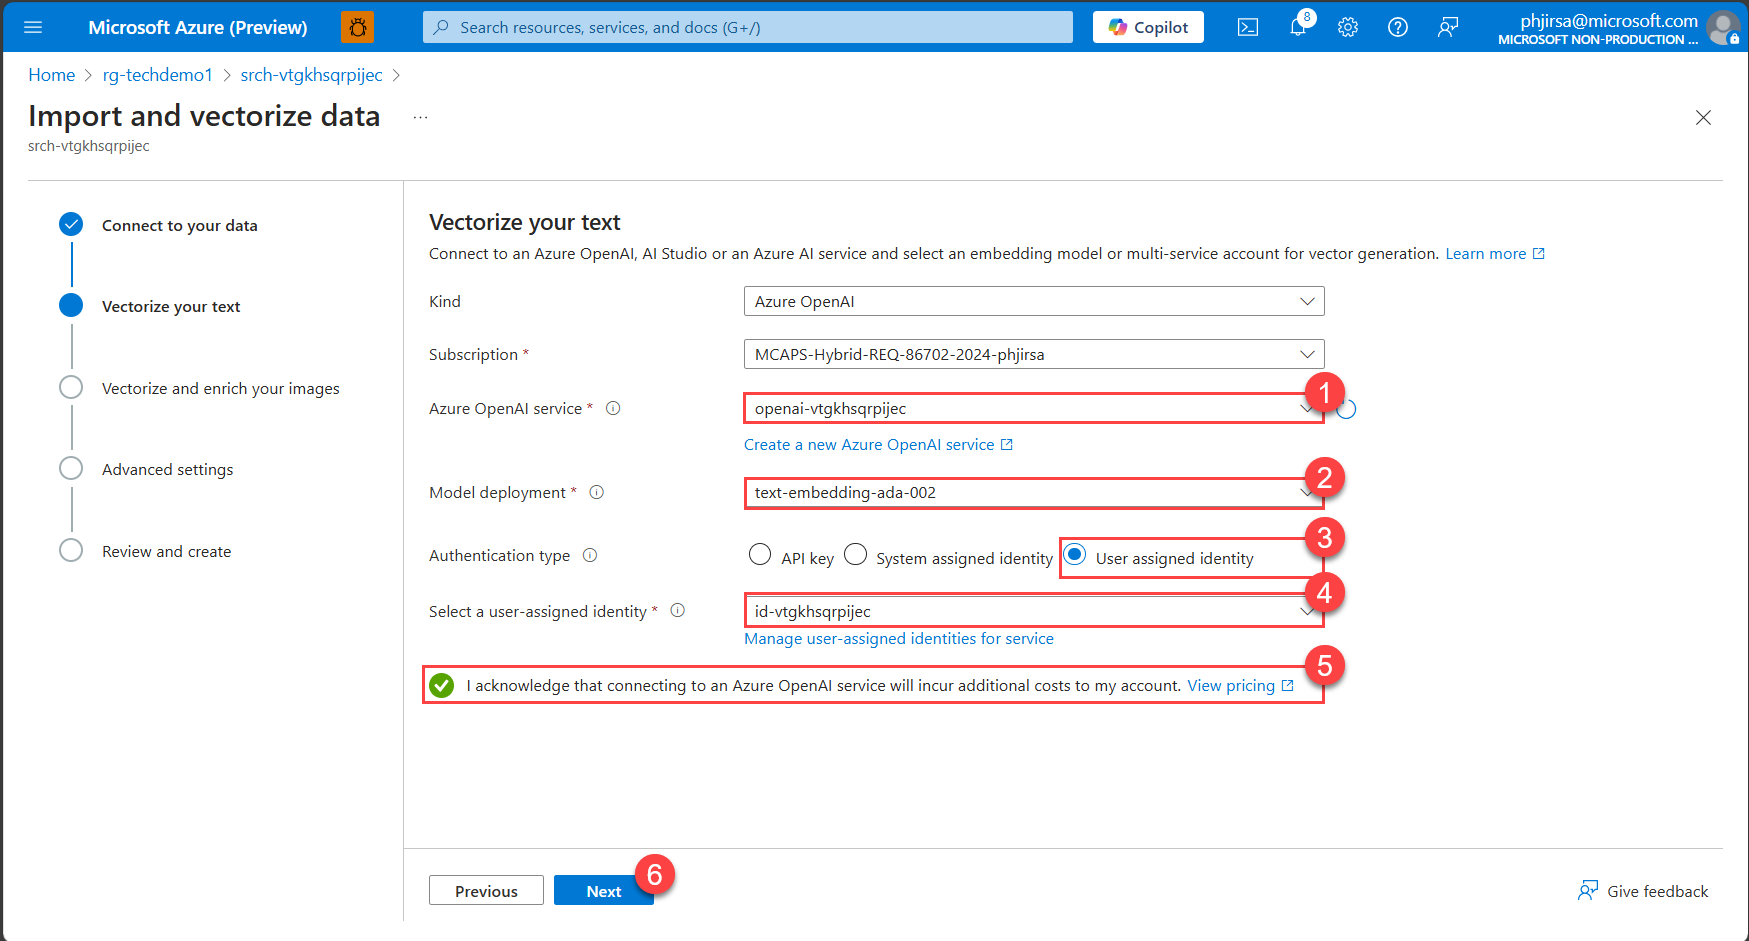 Microsoft Azure (Preview)
Search resources, services, and docs (G+/)
Copilot
8
phjirsa@microsoft.com
MICROSOFT NON-PRODUCTION ...
Home > rg-techdemo1 > srch-vtgkhsqrpijec >
Import and vectorize data ...
srch-vtgkhsqrpijec
Connect to your data
Vectorize your text
Vectorize and enrich your images
Advanced settings
Review and create
Vectorize your text
Connect to an Azure OpenAI, AI Studio or an Azure AI service and select an embedding model or multi-service account for vector generation. Learn more
Kind
Azure OpenAI
Subscription *
MCAPS-Hybrid-REQ-86702-2024-phjirsa
Azure OpenAI service *
openai-vtgkhsqrpijec
1
Create a new Azure OpenAI service
Model deployment *
text-embedding-ada-002
2
Authentication type
API key
System assigned identity
User assigned identity
3
Select a user-assigned identity *
id-vtgkhsqrpijec
4
Manage user-assigned identities for service
I acknowledge that connecting to an Azure OpenAI service will incur additional costs to my account. View pricing
5
Previous
Next
6
Give feedback